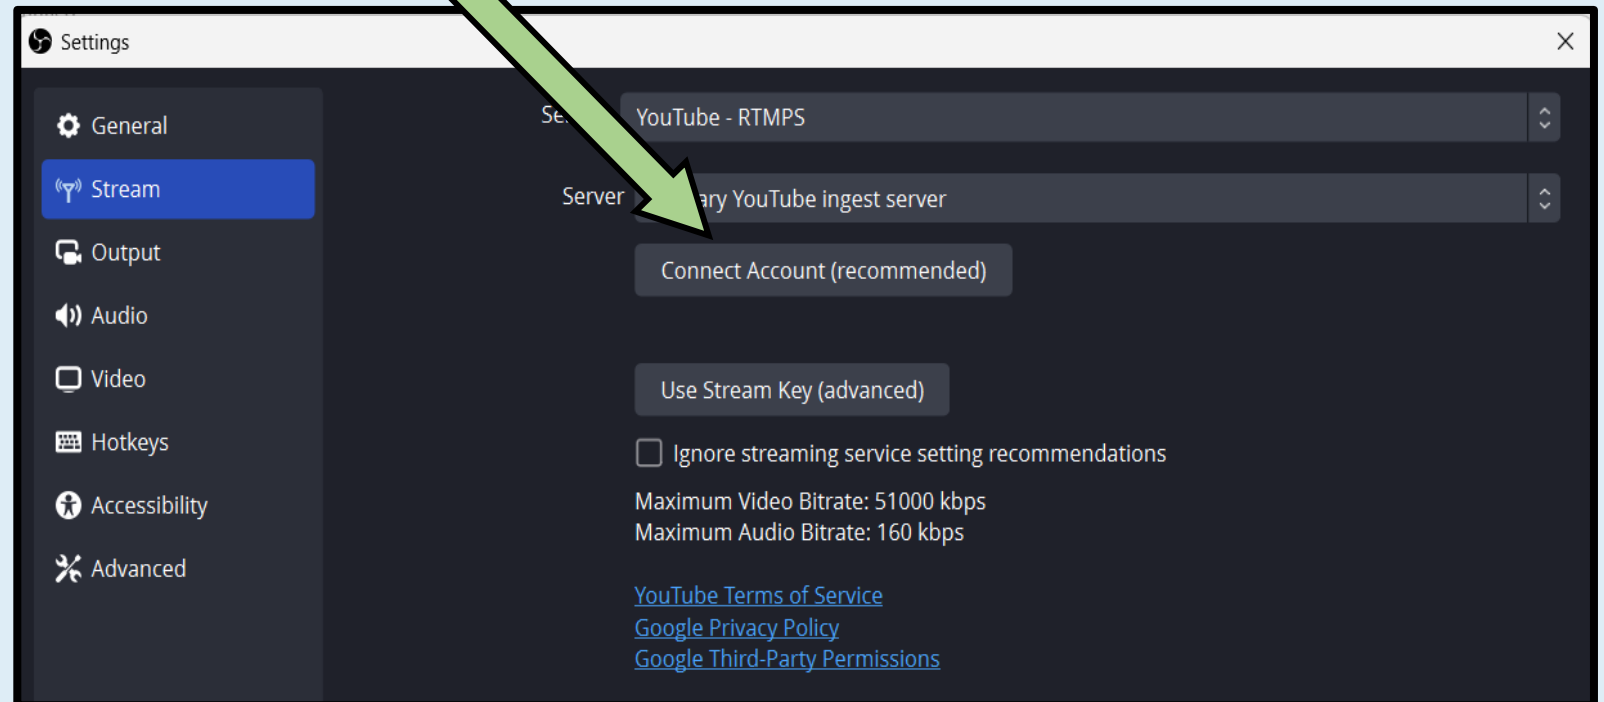 Settings
General
Stream
Output
Audio
Video
Hotkeys
Accessibility
Advanced
YouTube - RTMPS
Server
YouTube ingest server
Connect Account (recommended)
Use Stream Key (advanced)
Ignore streaming service setting recommendations
Maximum Video Bitrate: 51000 kbps
Maximum Audio Bitrate: 160 kbps
YouTube Terms of Service
Google Privacy Policy
Google Third-Party Permissions